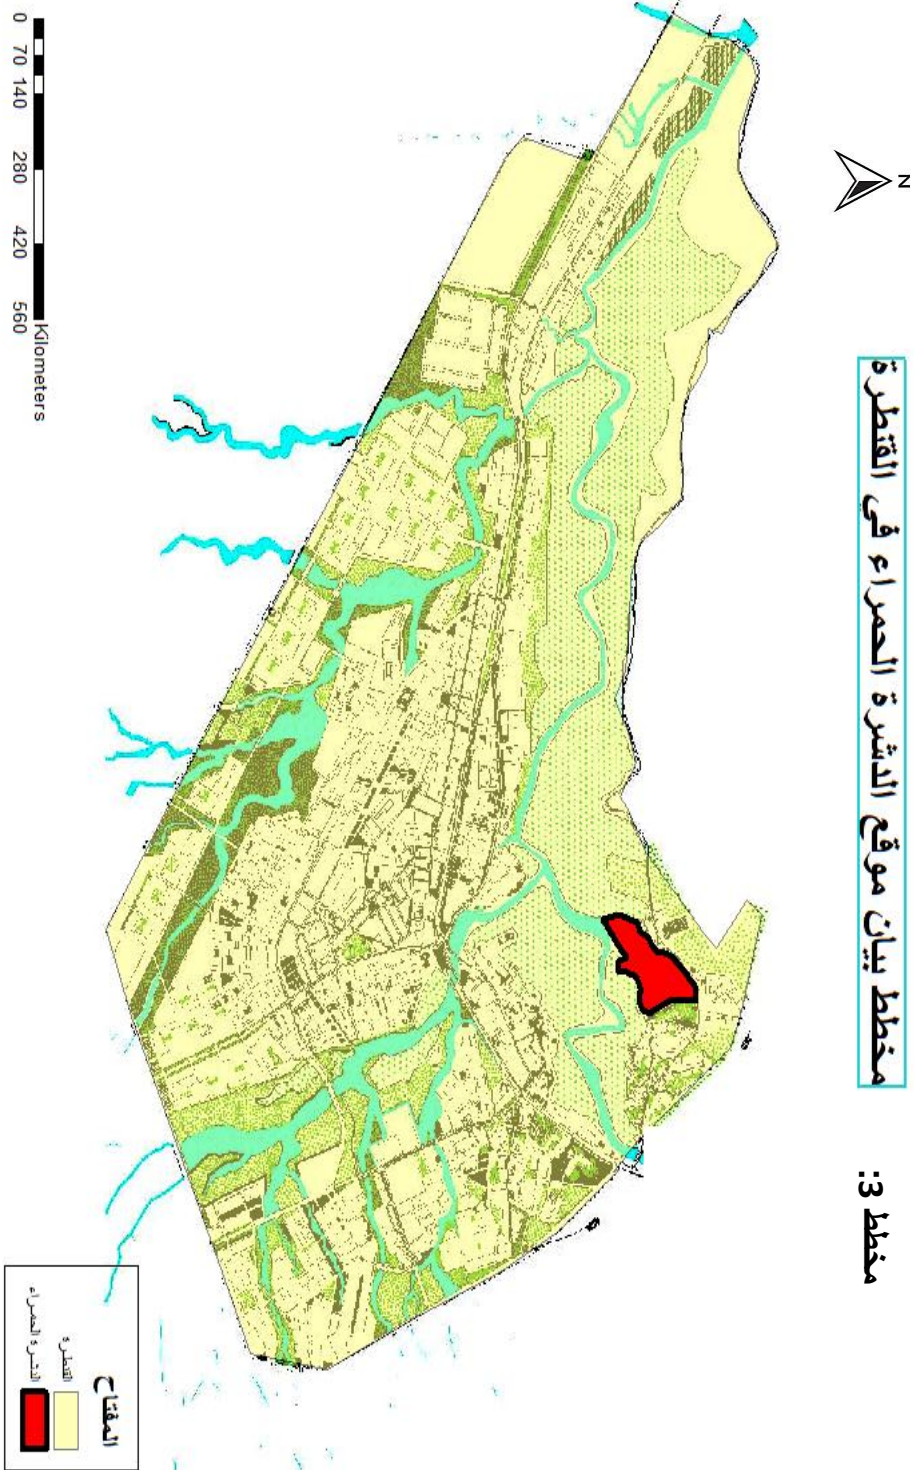 مخطط 3:
مخطط بيان موقع الدشرة الحمراء في القنطرة
N
0 70 140 280 420 560
Kilometers
المفتاح
القنطرة
الدشرة الحمراء